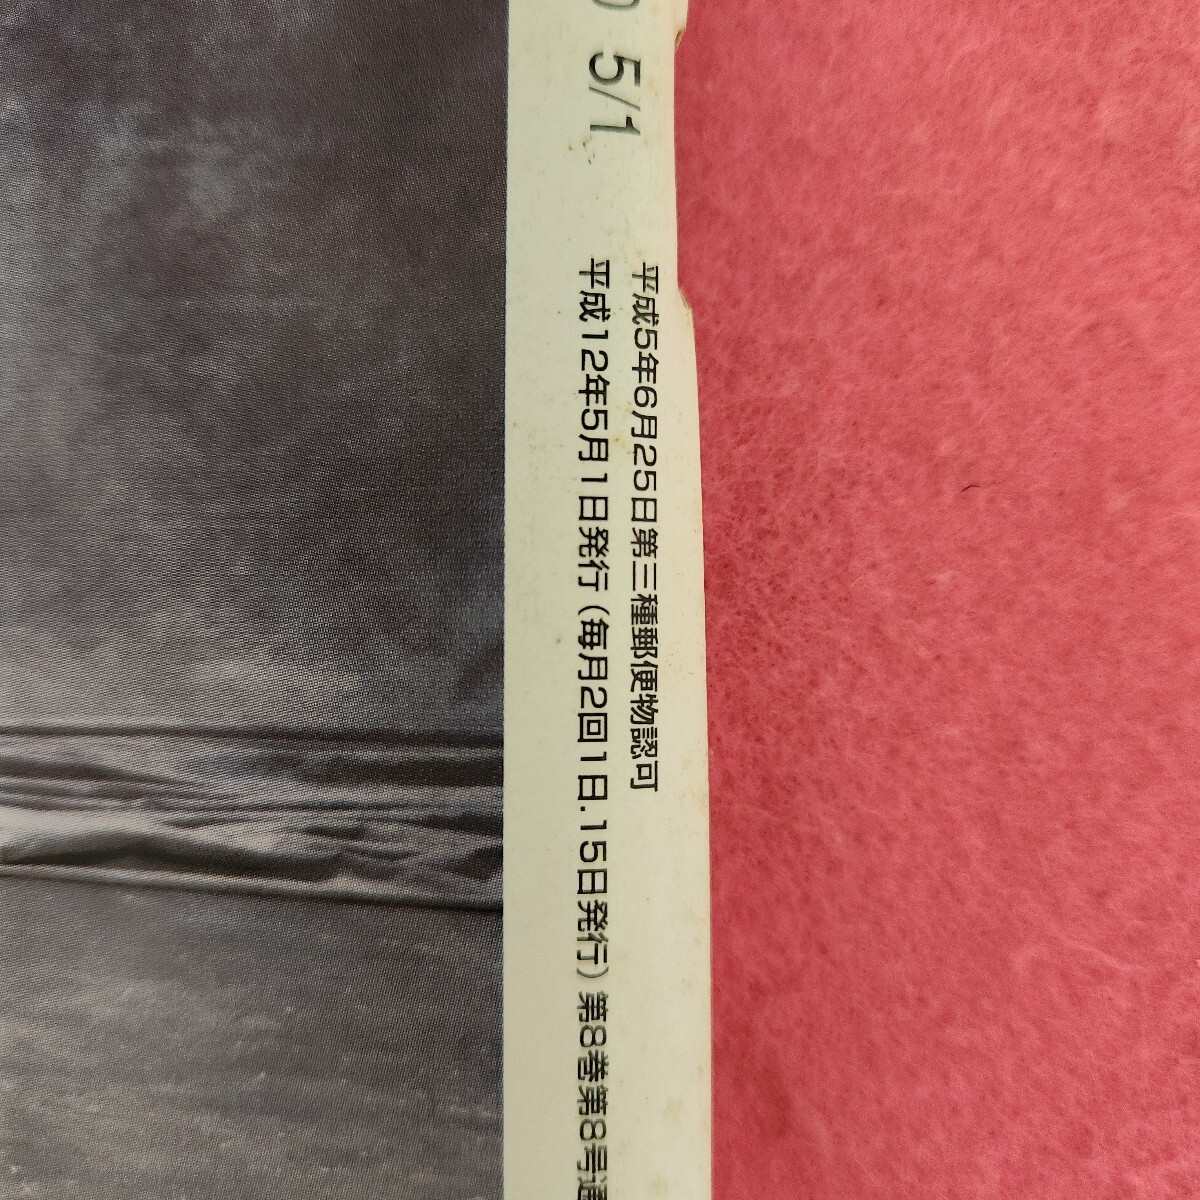 0 5/1
平成5年6月25日第三種郵便物認可
平成12年5月1日発行(毎月2回1日.15日発行)第8巻第8号通